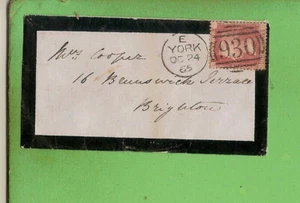 Mrs Cooper
16 Brunswick Terrace
Brighton
E
YORK
OC 24
65
930